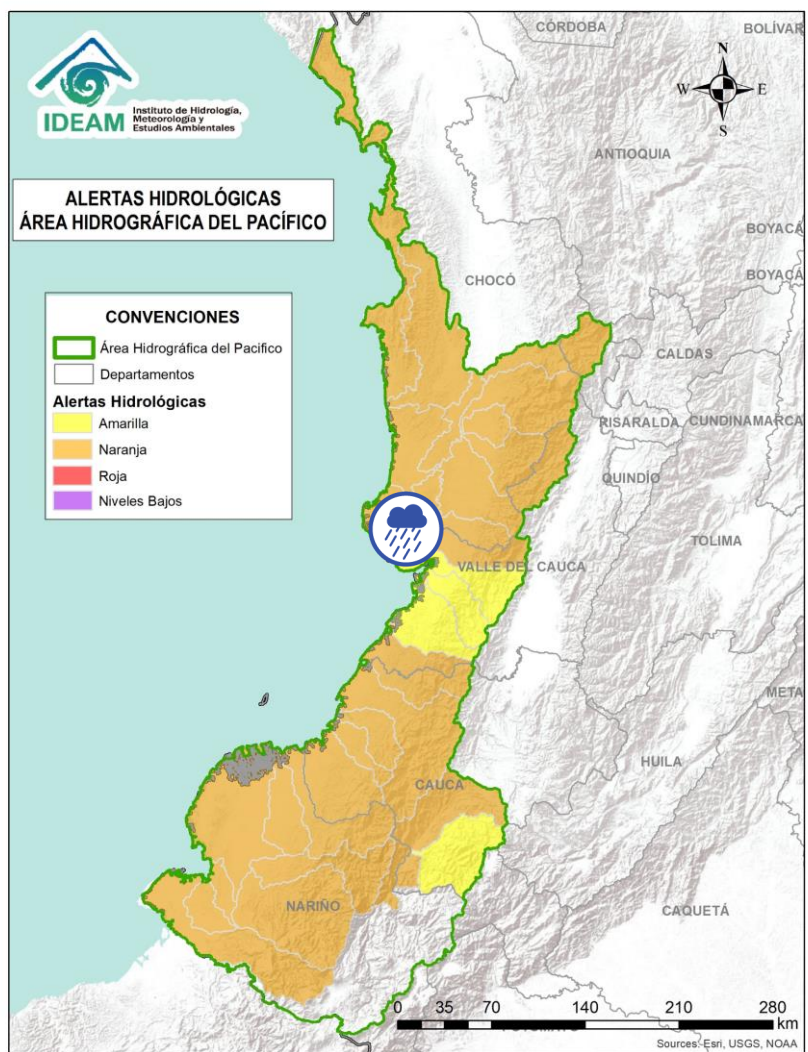 IDEAM
Instituto de Hidrología,
Meteorología y
Estudios Ambientales
ALERTAS HIDROLÓGICAS
ÁREA HIDROGRÁFICA DEL PACÍFICO
CONVENCIONES
Área Hidrográfica del Pacifico
Departamentos
Alertas Hidrológicas
Amarilla
Naranja
Roja
Niveles Bajos
N
W
E
S
CÓRDOBA
BOLÍVAR
ANTIOQUIA
BOYACÁ
BOYACÁ
CHOCÓ
CALDAS
RISARALDA
CUNDINAMARCA
QUINDÍO
TOLIMA
VALLE DEL CAUCA
META
HUILA
CAUCA
CAQUETÁ
NARIÑO
0 35 70 140 210 280
km
Sources: Esri, USGS, NOAA